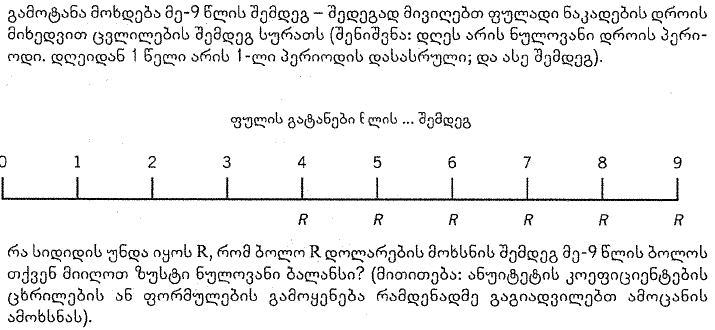 გამოტანა მოხდება მე-9 წლის შემდეგ – შედეგად მივიღებთ ფულადი ნაკადების დროის
მიხედვით ცვლილების შემდეგ სურათს (შენიშვნა: დღეს არის ნულოვანი დროის პერი-
ოდი. დღეიდან 1 წელი არის 1-ლი პერიოდის დასასრული; და ასე შემდეგ).
ფულის გატანები წლის ... შემდეგ
0 1 2 3 4 5 6 7 8 9
R R R R R R
რა სიდიდის უნდა იყოს R, რომ ბოლო R დოლარების მოხსნის შემდეგ მე-9 წლის ბოლოს
თქვენ მიიღოთ ზუსტი ნულოვანი ბალანსი? (მითითება: ანუიტეტის კოეფიციენტების
ცხრილების ან ფორმულების გამოყენება რამდენადმე გაგიადვილებთ ამოცანის
ამოხსნას).